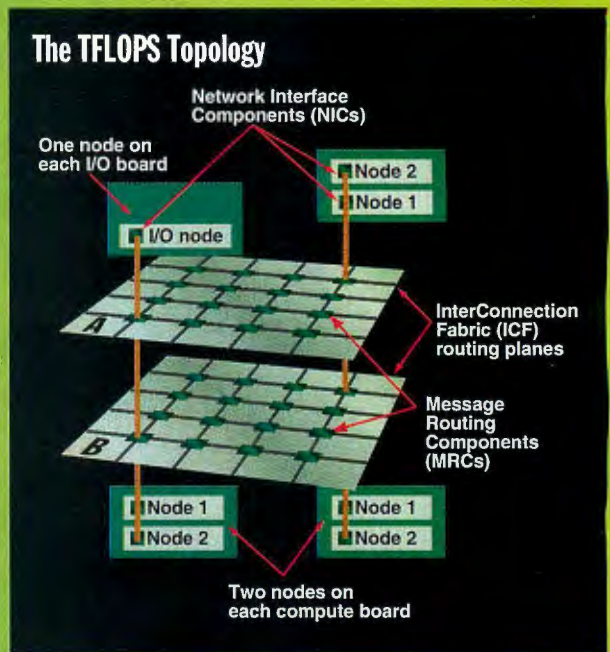 The TFLOPS Topology
Network Interface
Components (NICs)
One node on
each I/O board
Node 2
Node 1
I/O node
A
InterConnection
Fabric (ICF)
routing planes
B
Message
Routing
Components
(MRCs)
Node 1
Node 2
Node 1
Node 2
Two nodes on
each compute board